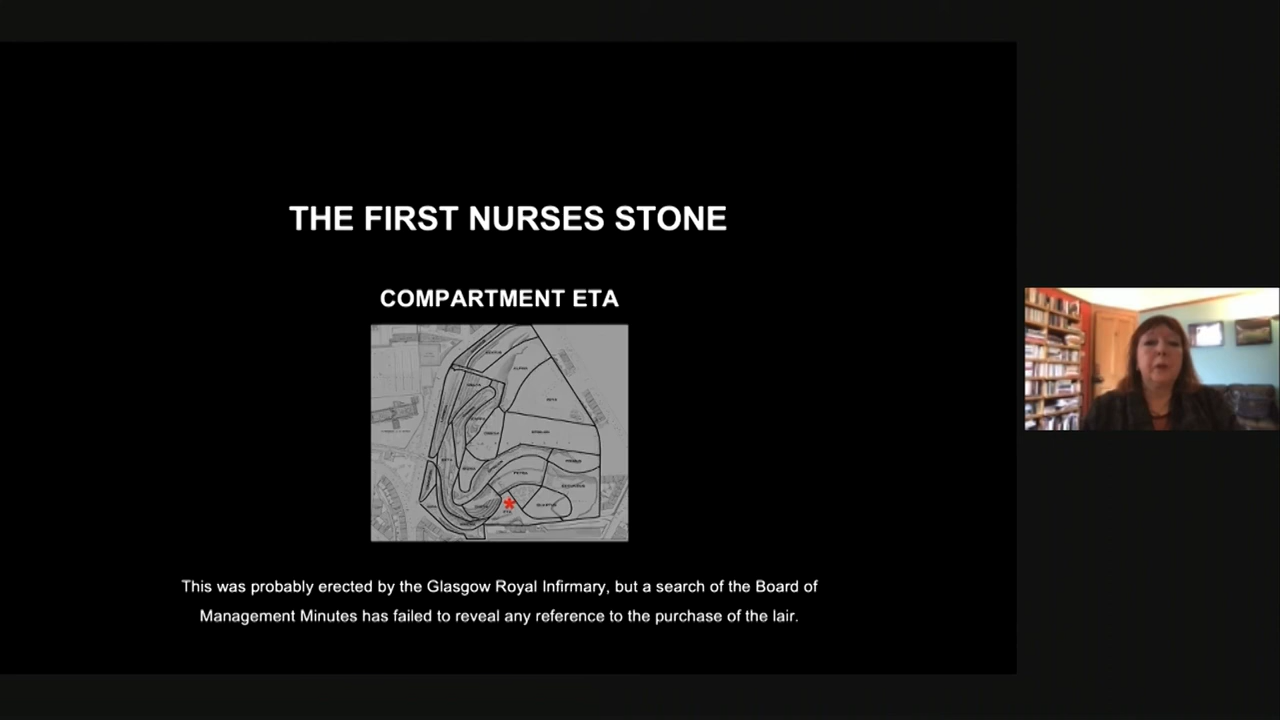 THE FIRST NURSES STONE
COMPARTMENT ETA
This was probably erected by the Glasgow Royal Infirmary, but a search of the Board of
Management Minutes has failed to reveal any reference to the purchase of the lair.